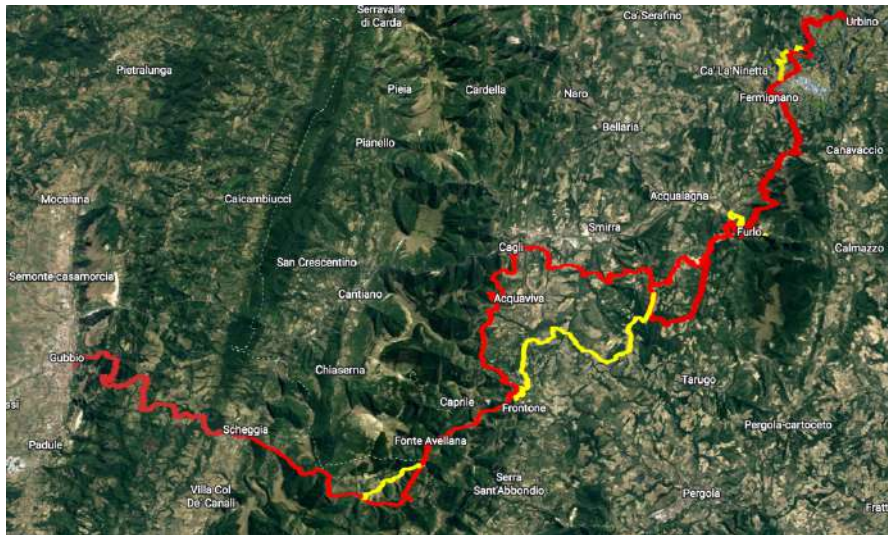 Serravalle
di Carda
Ca' Serafino
Urbino
Pietralunga
Ca' La Ninetta
Pieia
Cardella
Naro
Fermignano
Bellaria
Pianello
Canavaccio
Mocaiana
Caicambiucci
Acqualagna
Smirra
Furlo
Cagli
Calmazzo
San Crescentino
Semonte-casamorcia
Cantiano
Acquaviva
Gubbio
Chiaserna
Tarugo
Caprile
Frontone
Scheggia
Fonte Avellana
Pergola-cartoceto
Padule
Serra
Sant'Abbondio
Villa Col
De' Canali
Pergola
Fratt